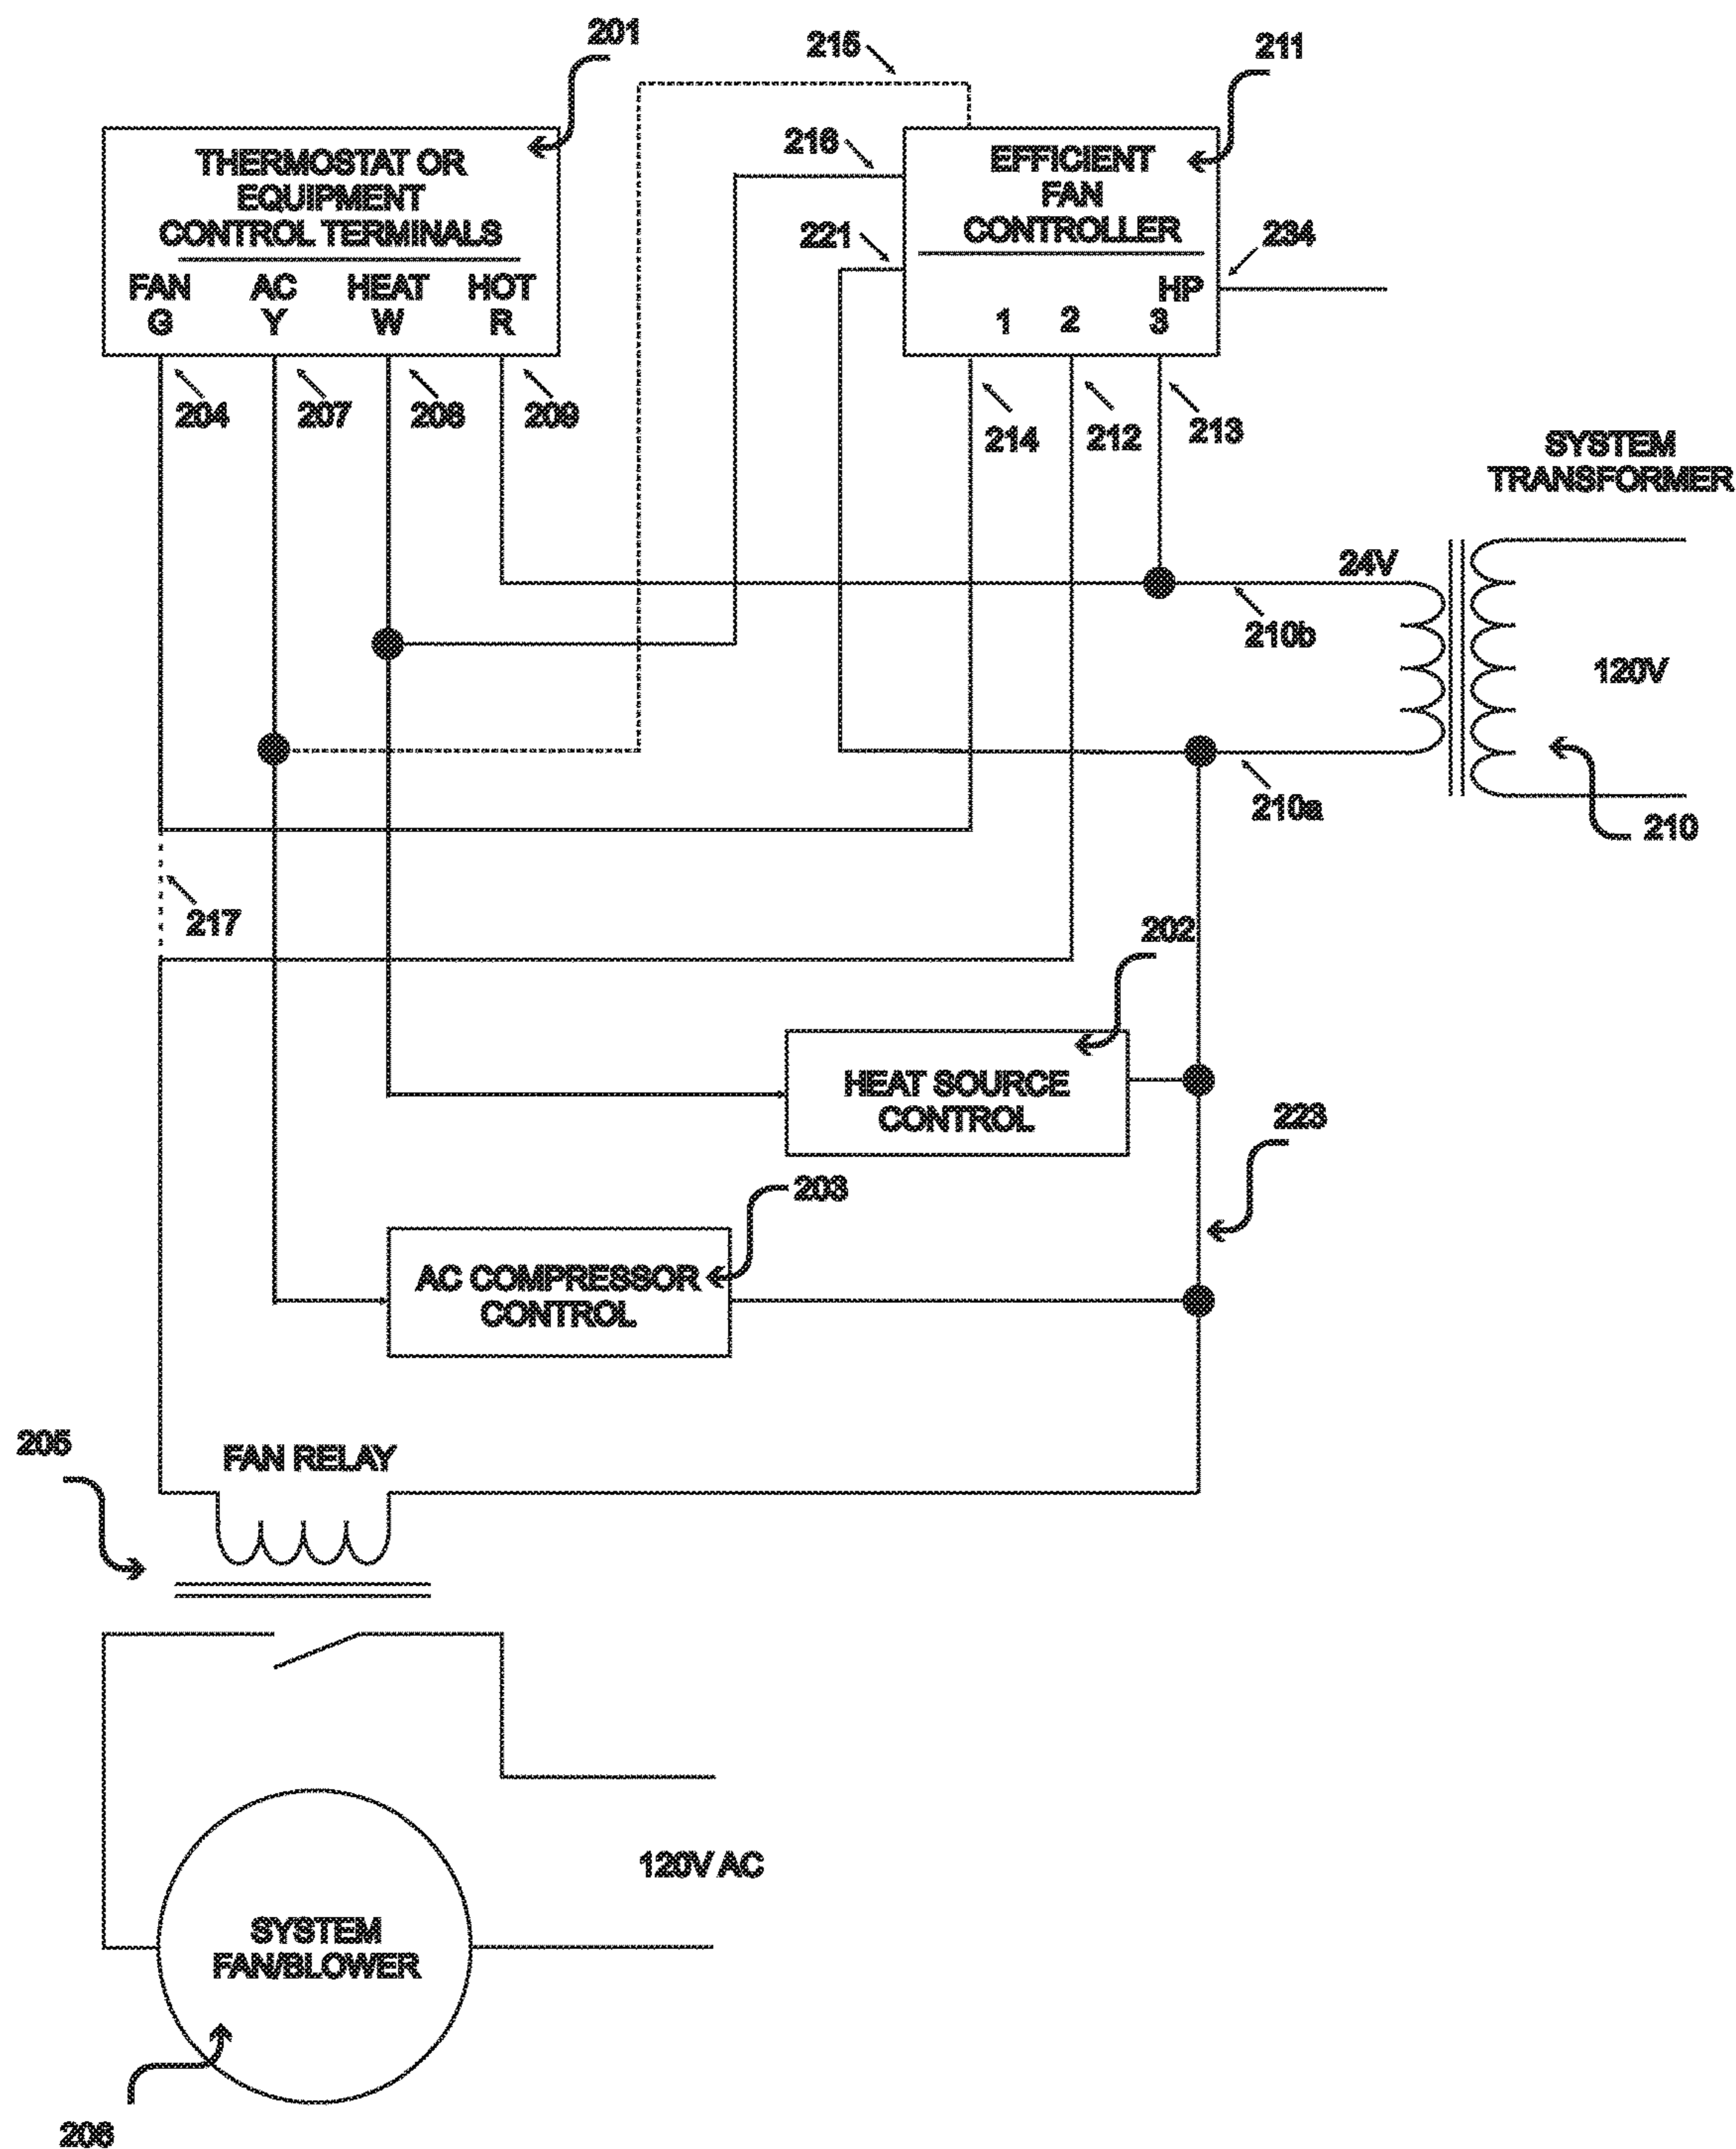 201
215
211
THERMOSTAT OR
EQUIPMENT
CONTROL TERMINALS
216
EFFICIENT
FAN
CONTROLLER
221
234
FAN AC HEAT HOT
G Y W R
HP
1 2 3
204 207 208 209
214 212 213
SYSTEM
TRANSFORMER
24V
210b
120V
210a
210
217
202
HEAT SOURCE
CONTROL
223
203
AC COMPRESSOR
CONTROL
205
FAN RELAY
120V AC
SYSTEM
FAN/BLOWER
206